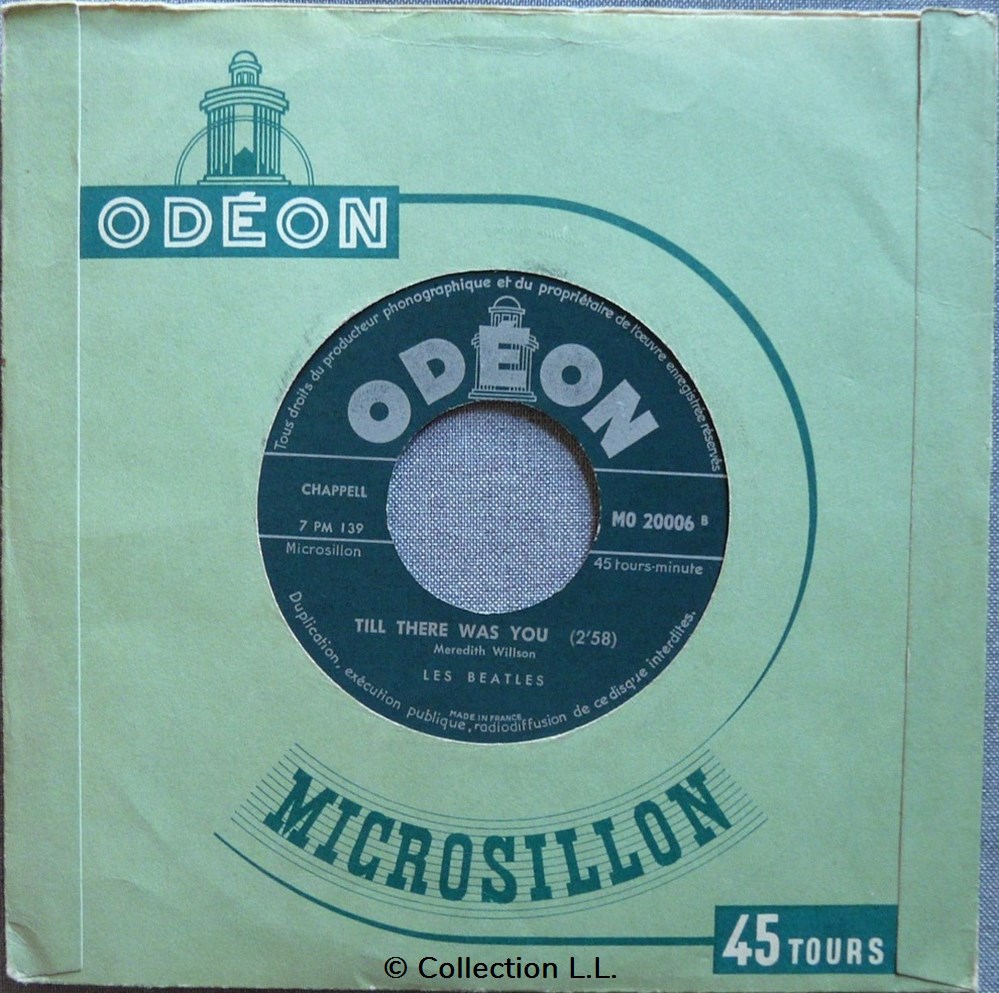 ODÉON
Tous droits du producteur phonographique et du propriétaire de l'œuvre enregistrée réservés
ODÉON
CHAPPELL
7 PM 139
MO 20006 B
Microsillon
45 tours-minute
TILL THERE WAS YOU (2'58)
Meredith Willson
LES BEATLES
MADE IN FRANCE
Duplication, exécution publique, radiodiffusion de ce disque interdites.
MICROSILLON
45 TOURS
© Collection L.L.